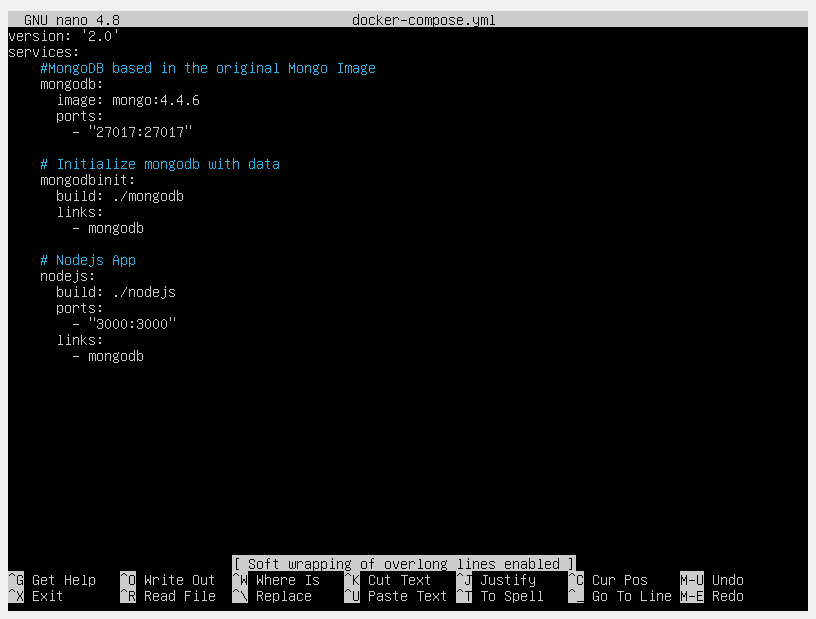 GNU nano 4.8 docker-compose.yml
version: '2.0'
services:
    #MongoDB based in the original Mongo Image
    mongodb:
      image: mongo:4.4.6
      ports:
        - "27017:27017"

    # Initialize mongodb with data
    mongodbinit:
      build: ./mongodb
      links:
        - mongodb

    # Nodejs App
    nodejs:
      build: ./nodejs
      ports:
        - "3000:3000"
      links:
        - mongodb

[ Soft wrapping of overlong lines enabled ]
^G Get Help ^O Write Out ^W Where Is ^K Cut Text ^J Justify ^C Cur Pos M-U Undo
^X Exit ^R Read File ^\ Replace ^U Paste Text ^T To Spell ^_ Go To Line M-E Redo